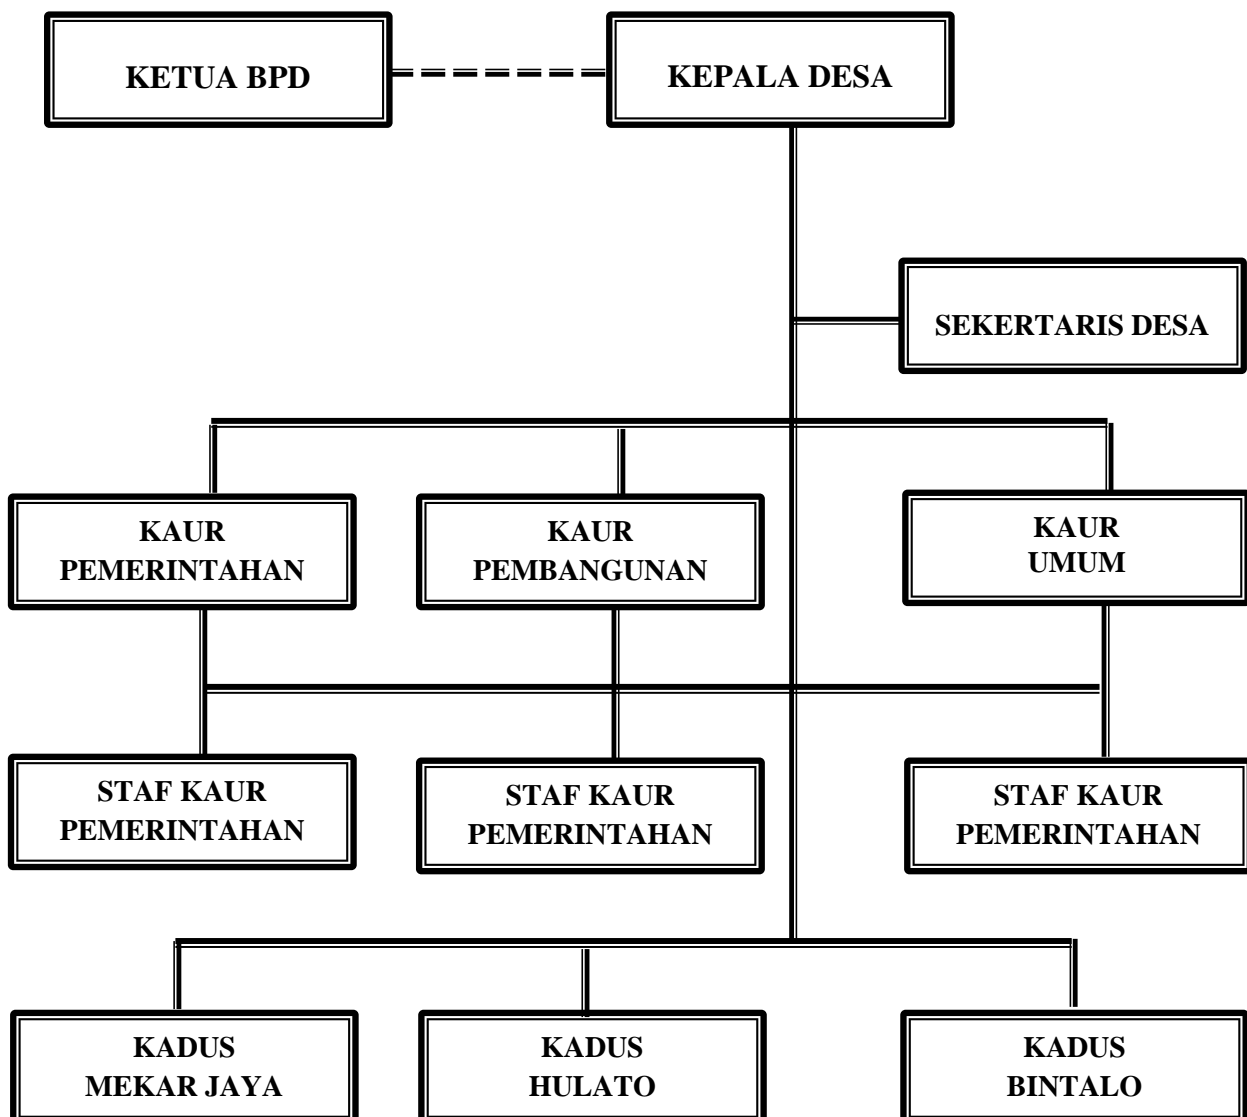 KETUA BPD
KEPALA DESA
SEKERTARIS DESA
KAUR
PEMERINTAHAN
KAUR
PEMBANGUNAN
KAUR
UMUM
STAF KAUR
PEMERINTAHAN
STAF KAUR
PEMERINTAHAN
STAF KAUR
PEMERINTAHAN
KADUS
MEKAR JAYA
KADUS
HULATO
KADUS
BINTALO